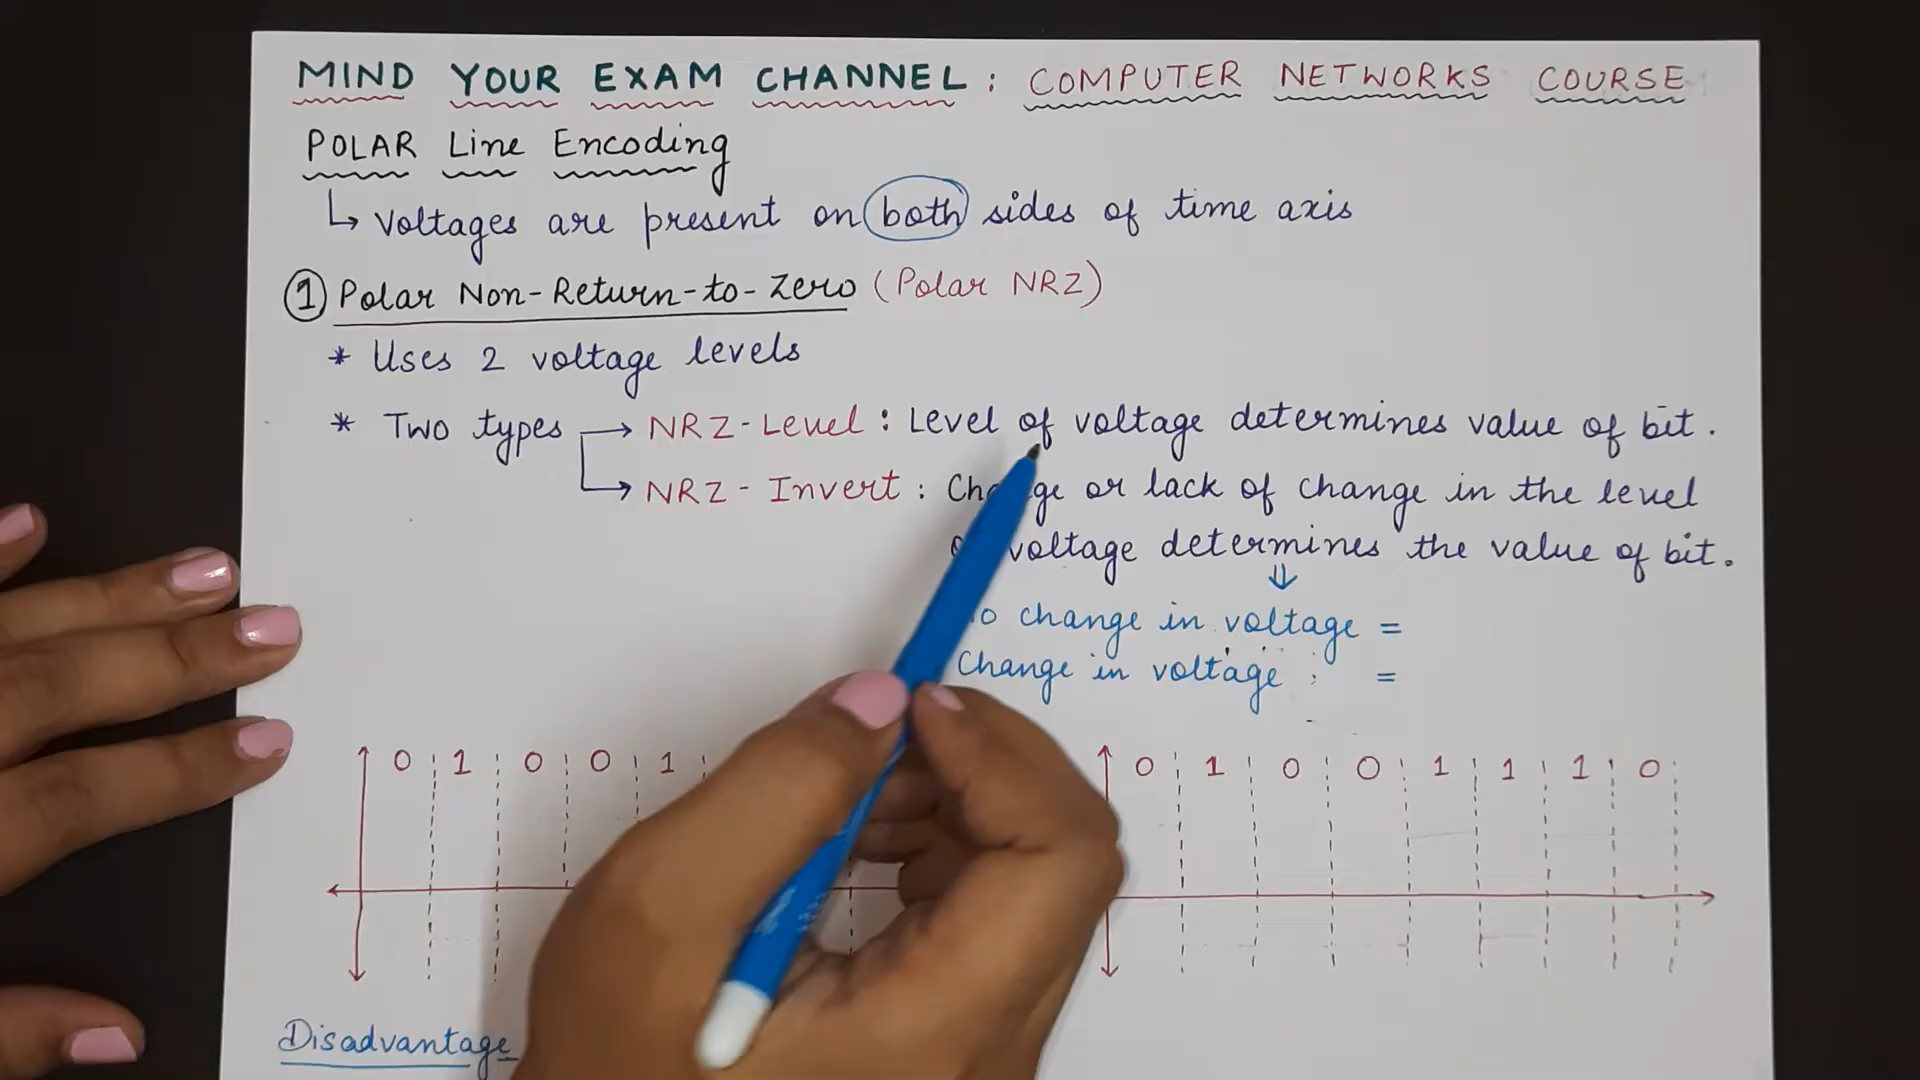 MIND YOUR EXAM CHANNEL : COMPUTER NETWORKS COURSE
POLAR Line Encoding
↳ Voltages are present on both sides of time axis
① Polar Non-Return-to-Zero (Polar NRZ)
* Uses 2 voltage levels
* Two types → NRZ-Level : Level of voltage determines value of bit.
→ NRZ-Invert : Change or lack of change in the level
voltage determines the value of bit.
⇓
change in voltage =
Change in voltage : =
0 1 0 0 1
0 1 0 0 1 1 1 0
Disadvantage